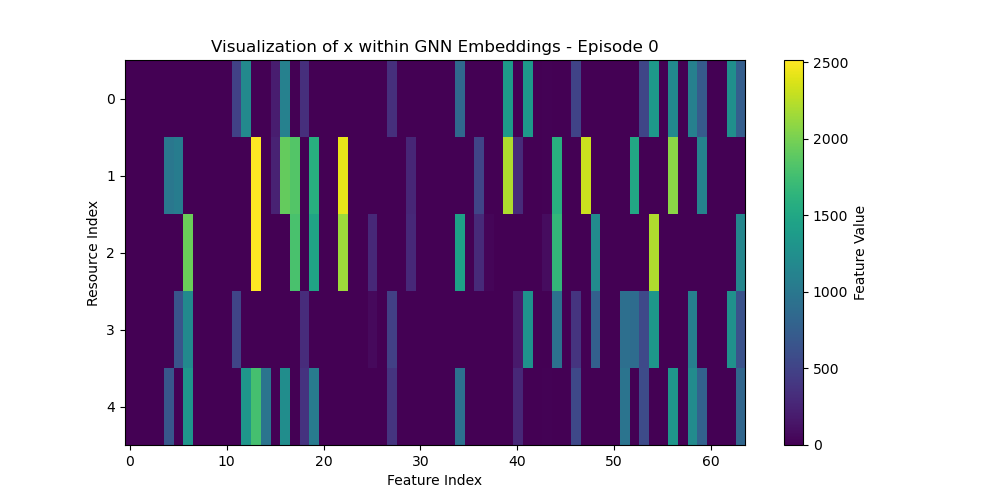 Visualization of x within GNN Embeddings - Episode 0
Resource Index
0
1
2
3
4
0 10 20 30 40 50 60
Feature Index
2500
2000
1500
1000
500
0
Feature Value